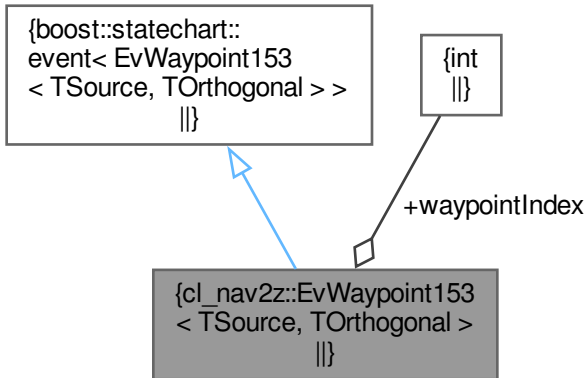 {boost::statechart::
event< EvWaypoint153
< TSource, TOrthogonal > >
||}
{int
||}
+waypointIndex
{cl_nav2z::EvWaypoint153
< TSource, TOrthogonal >
||}